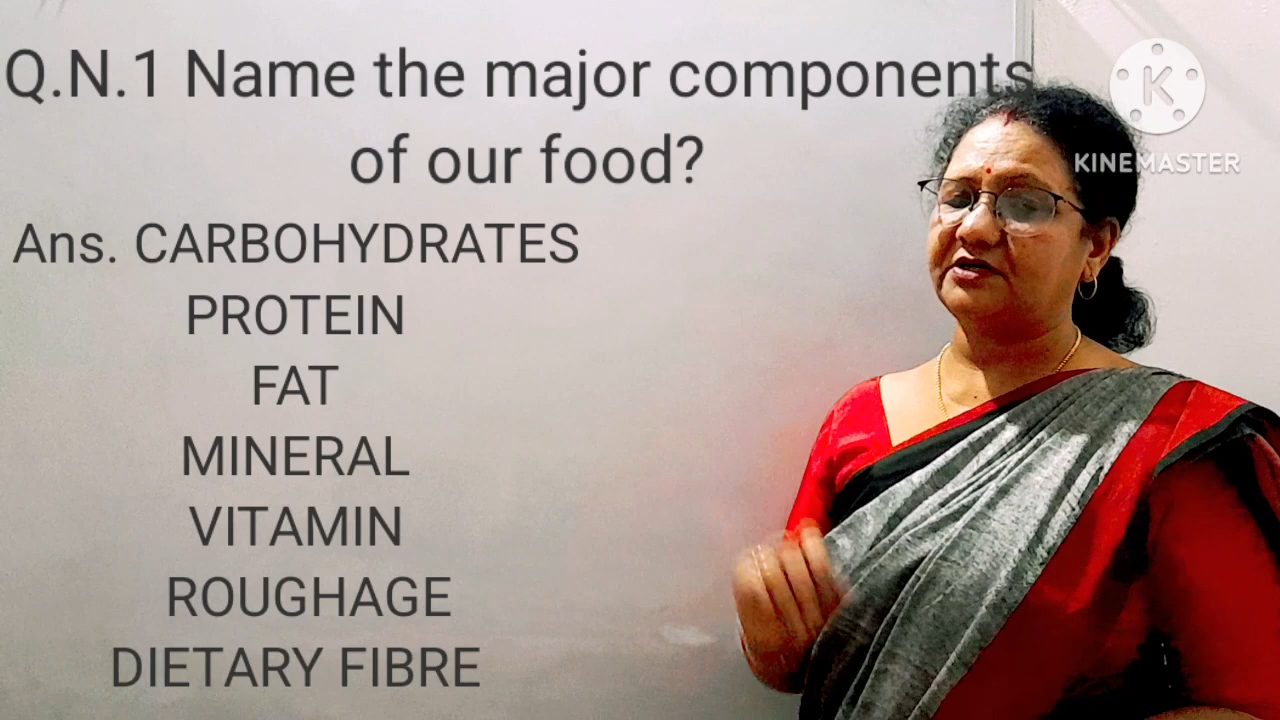 Q.N.1 Name the major components
of our food?
Ans. CARBOHYDRATES
PROTEIN
FAT
MINERAL
VITAMIN
ROUGHAGE
DIETARY FIBRE
K
KINEMASTER